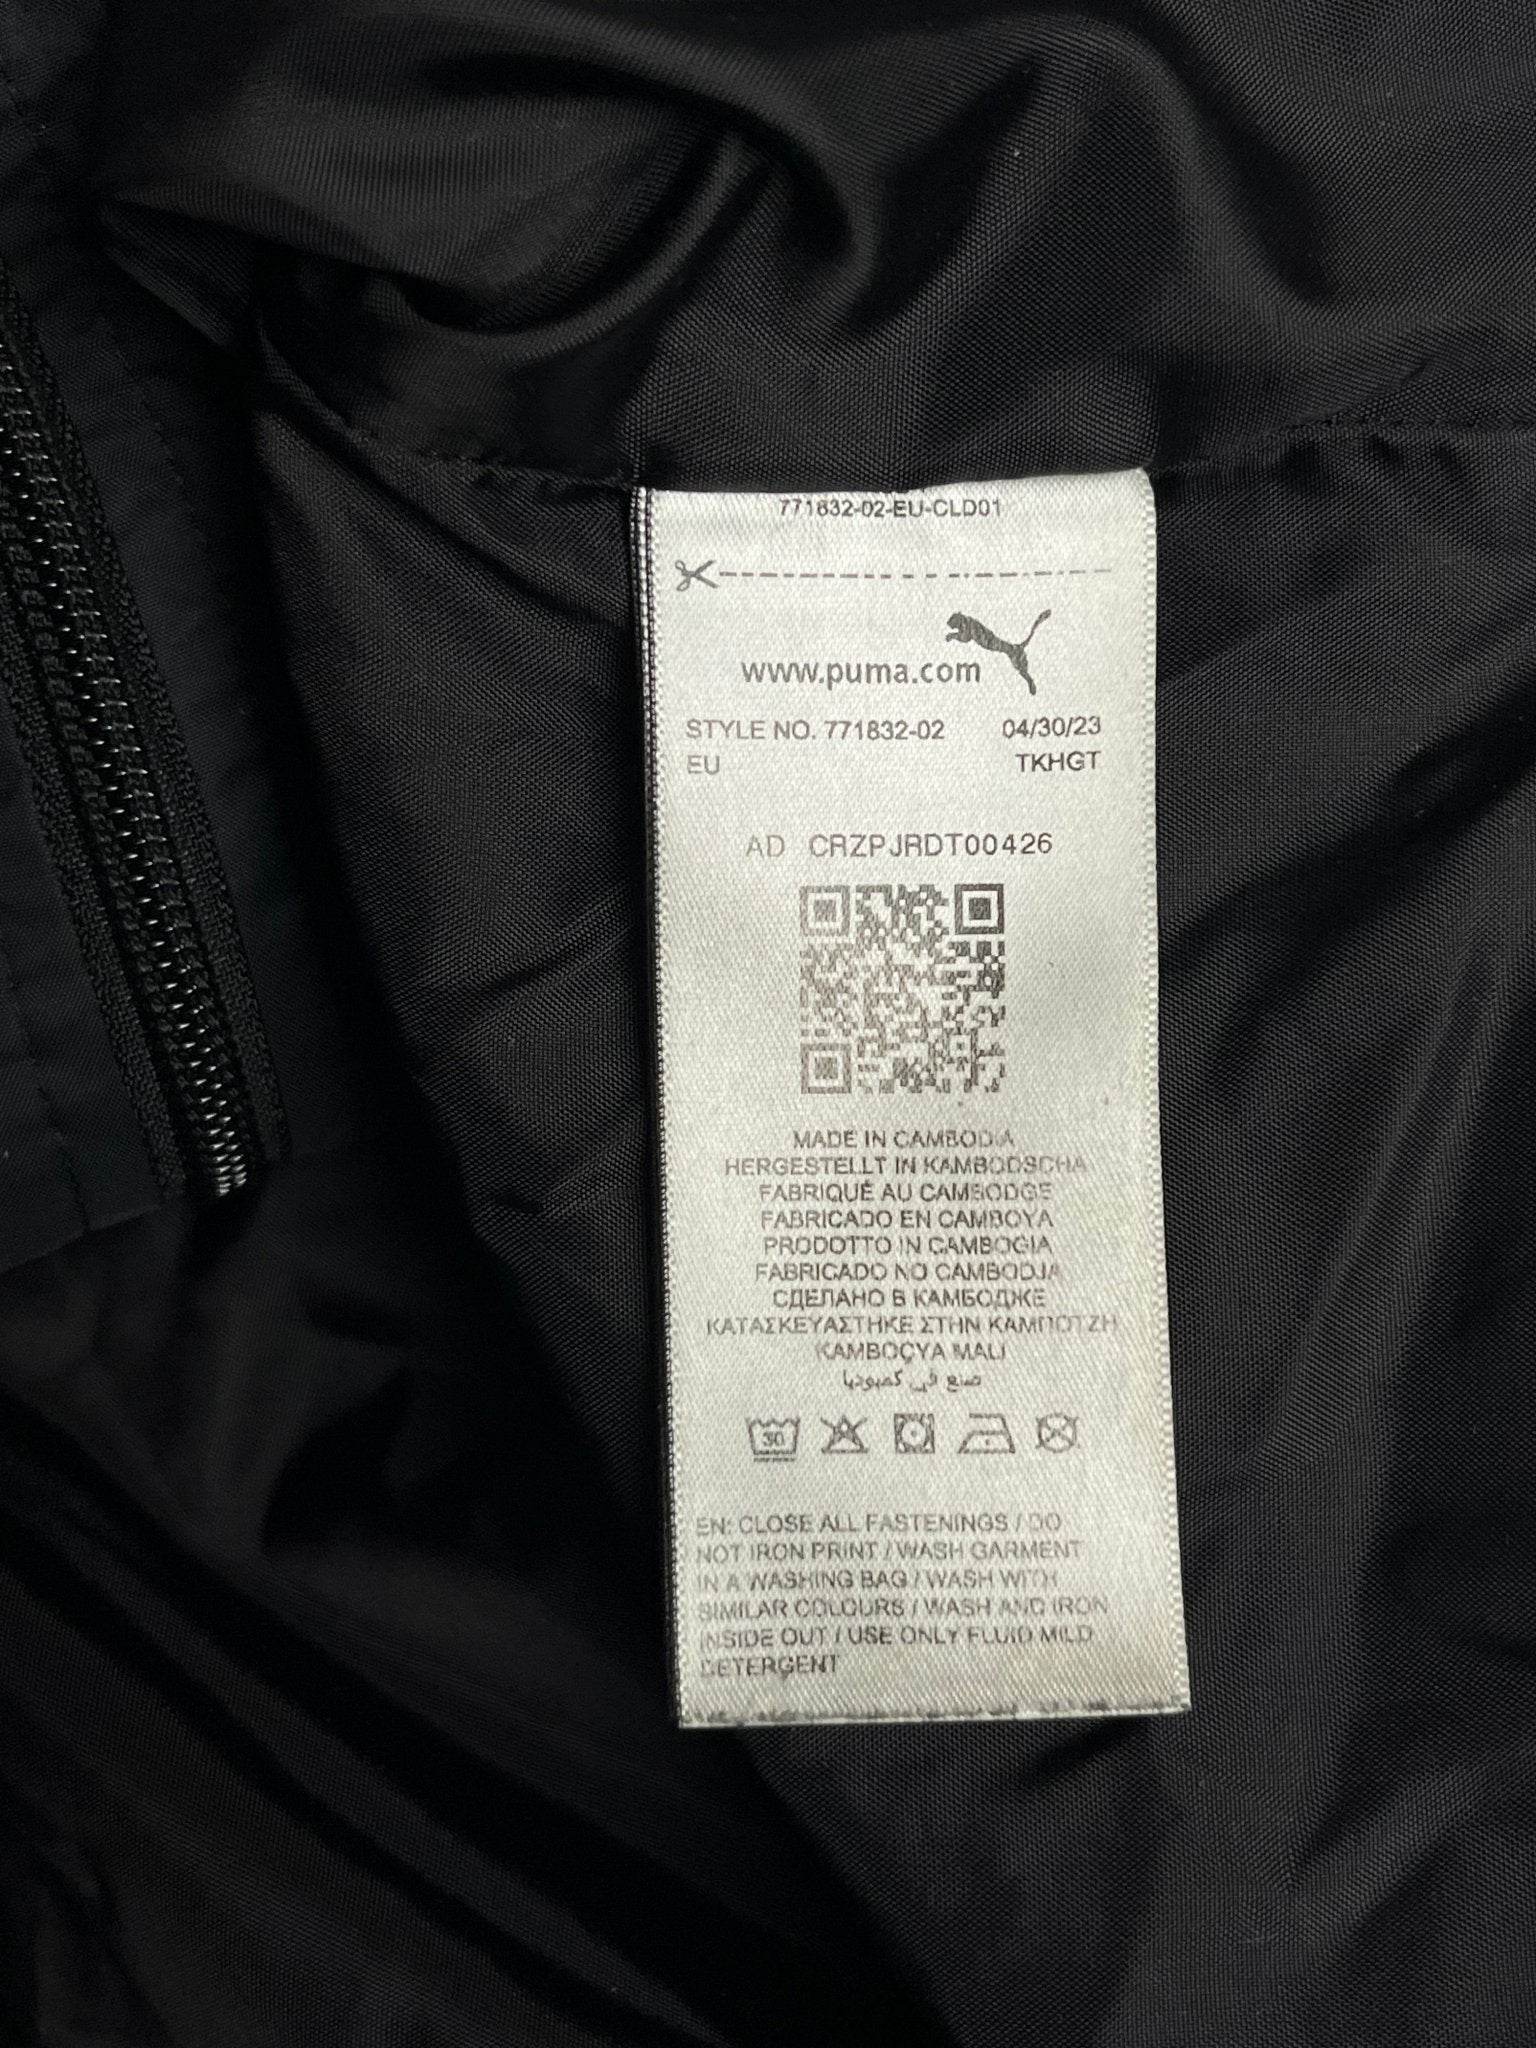 771832-02-EU-CLD01
www.puma.com
STYLE NO. 771832-02 04/30/23
EU TKHGT
AD CRZPJRDT00426
MADE IN CAMBODIA
HERGESTELLT IN KAMBODSCHA
FABRIQUÉ AU CAMBODGE
FABRICADO EN CAMBOYA
PRODOTTO IN CAMBOGIA
FABRICADO NO CAMBODJA
СДЕЛАНО В КАМБОДЖЕ
ΚΑΤΑΣΚΕΥΑΣΤΗΚΕ ΣΤΗΝ ΚΑΜΠΟΤΖΗ
KAMBOÇYA MALI
صنع في كمبوديا
30
EN: CLOSE ALL FASTENINGS / DO
NOT IRON PRINT / WASH GARMENT
IN A WASHING BAG / WASH WITH
SIMILAR COLOURS / WASH AND IRON
INSIDE OUT / USE ONLY FLUID MILD
DETERGENT